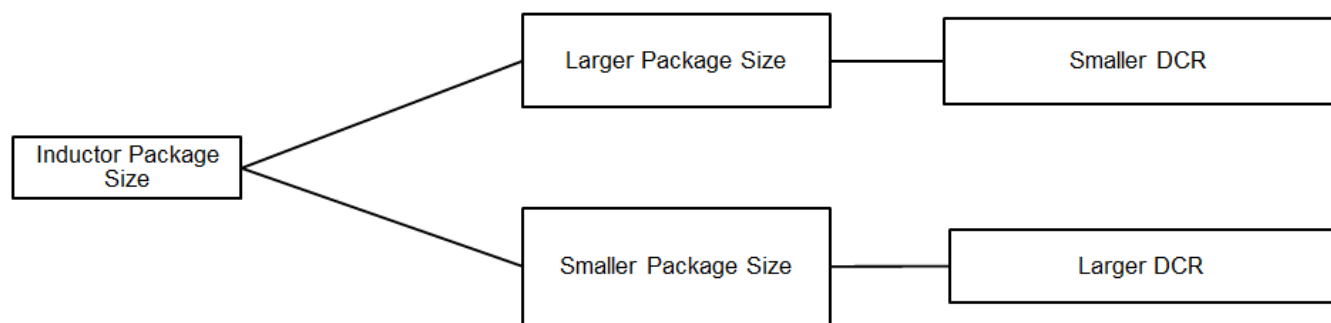 Larger Package Size
Smaller DCR
Inductor Package
Size
Smaller Package Size
Larger DCR